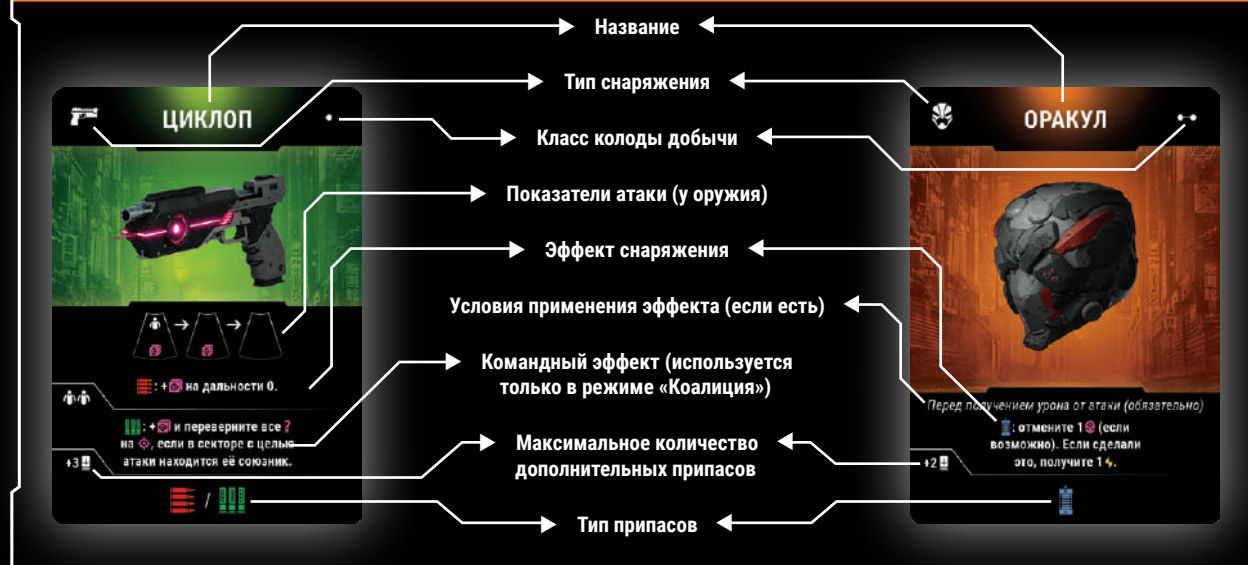 Название
Тип снаряжения
Класс колоды добычи
Показатели атаки (у оружия)
Эффект снаряжения
Условия применения эффекта (если есть)
Командный эффект (используется
только в режиме «Коалиция»)
Максимальное количество
дополнительных припасов
Тип припасов
ЦИКЛОП
: + на дальности 0.
: + и переверните все ?
на , если в секторе с целью
атаки находится её союзник.
+3
/
ОРАКУЛ
Перед получением урона от атаки (обязательно)
: отмените 1 (если
возможно). Если сделали
это, получите 1 .
+2